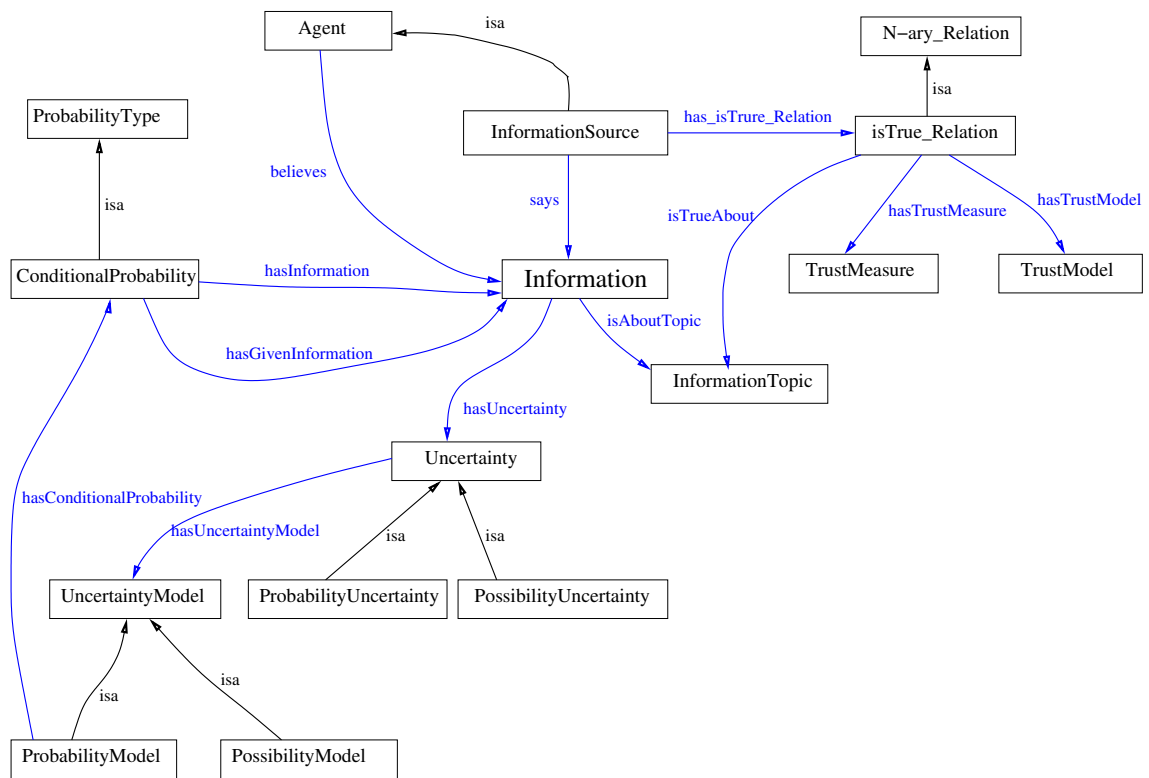 Agent
isa
N−ary_Relation
isa
ProbabilityType
InformationSource
has_isTrure_Relation
isTrue_Relation
believes
isa
says
isTrueAbout
hasTrustMeasure
hasTrustModel
ConditionalProbability
hasInformation
Information
TrustMeasure
TrustModel
isAboutTopic
hasGivenInformation
InformationTopic
hasUncertainty
Uncertainty
hasConditionalProbability
hasUncertaintyModel
isa
isa
UncertaintyModel
ProbabilityUncertainty
PossibilityUncertainty
isa
isa
ProbabilityModel
PossibilityModel